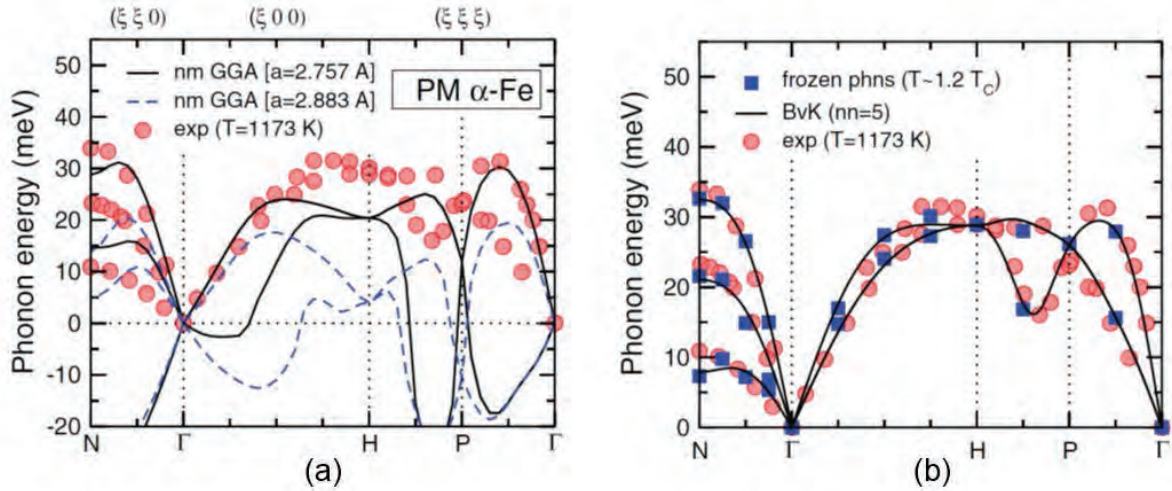 (ξ ξ 0) (ξ 0 0) (ξ ξ ξ)
Phonon energy (meV)
50
40
30
20
10
0
-10
-20
nm GGA [a=2.757 A]
nm GGA [a=2.883 A]
exp (T=1173 K)
PM α-Fe
N Γ H P Γ
(a)
Phonon energy (meV)
50
40
30
20
10
0
frozen phns (T~1.2 T_C)
BvK (nn=5)
exp (T=1173 K)
N Γ H P Γ
(b)